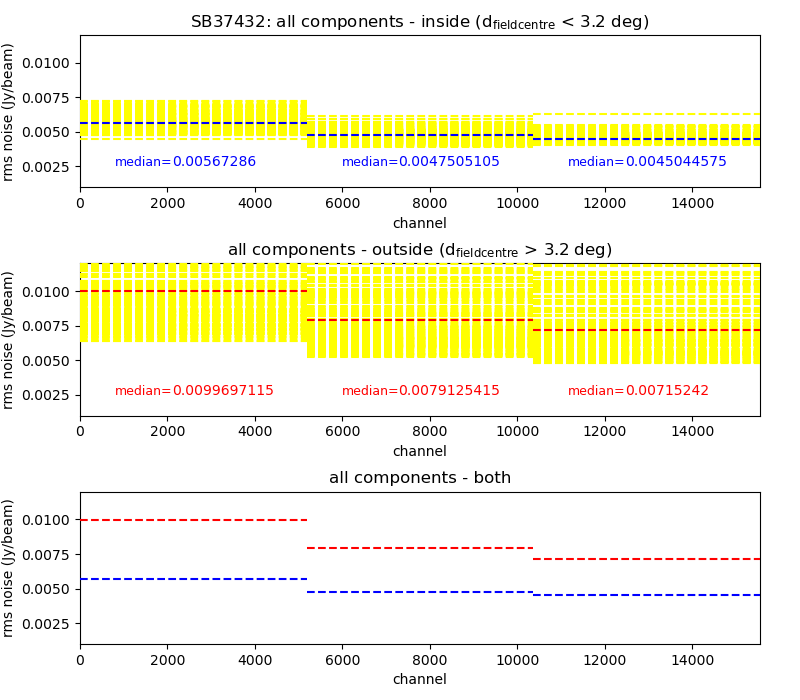 SB37432: all components - inside (dfieldcentre < 3.2 deg)
rms noise (Jy/beam)
0.0100
0.0075
0.0050
0.0025
median=0.00567286
median=0.0047505105
median=0.0045044575
0 2000 4000 6000 8000 10000 12000 14000
channel
all components - outside (dfieldcentre > 3.2 deg)
rms noise (Jy/beam)
0.0100
0.0075
0.0050
0.0025
median=0.0099697115
median=0.0079125415
median=0.00715242
0 2000 4000 6000 8000 10000 12000 14000
channel
all components - both
rms noise (Jy/beam)
0.0100
0.0075
0.0050
0.0025
0 2000 4000 6000 8000 10000 12000 14000
channel